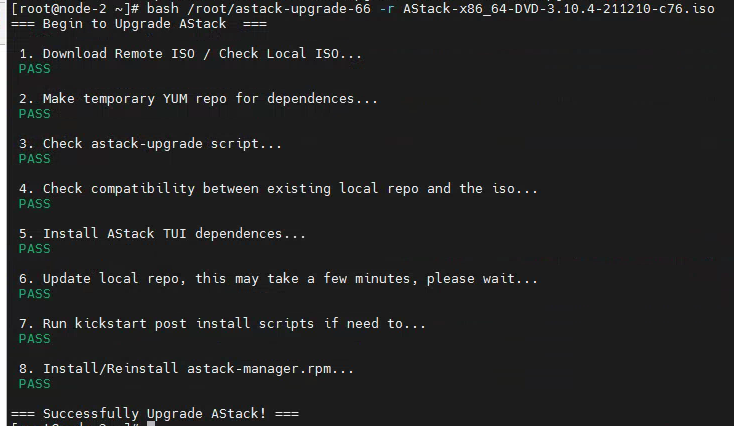 [root@node-2 ~]# bash /root/astack-upgrade-66 -r AStack-x86_64-DVD-3.10.4-211210-c76.iso
=== Begin to Upgrade AStack  ===
1. Download Remote ISO / Check Local ISO...
PASS
2. Make temporary YUM repo for dependences...
PASS
3. Check astack-upgrade script...
PASS
4. Check compatibility between existing local repo and the iso...
PASS
5. Install AStack TUI dependences...
PASS
6. Update local repo, this may take a few minutes, please wait...
PASS
7. Run kickstart post install scripts if need to...
PASS
8. Install/Reinstall astack-manager.rpm...
PASS
=== Successfully Upgrade AStack! ===